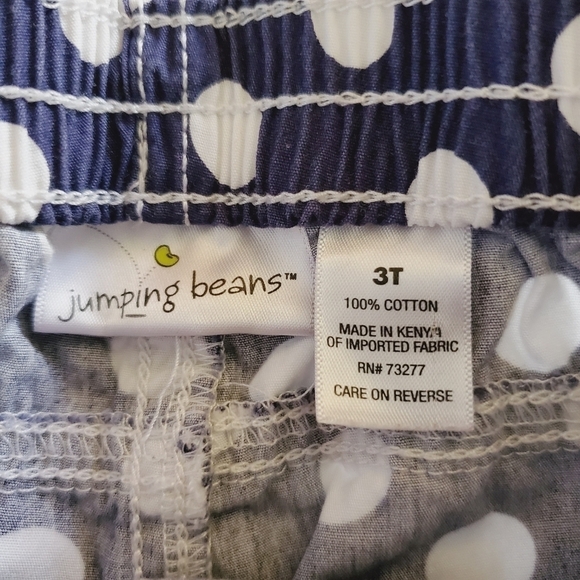 jumping beans™
3T
100% COTTON
MADE IN KENYA
OF IMPORTED FABRIC
RN# 73277
CARE ON REVERSE